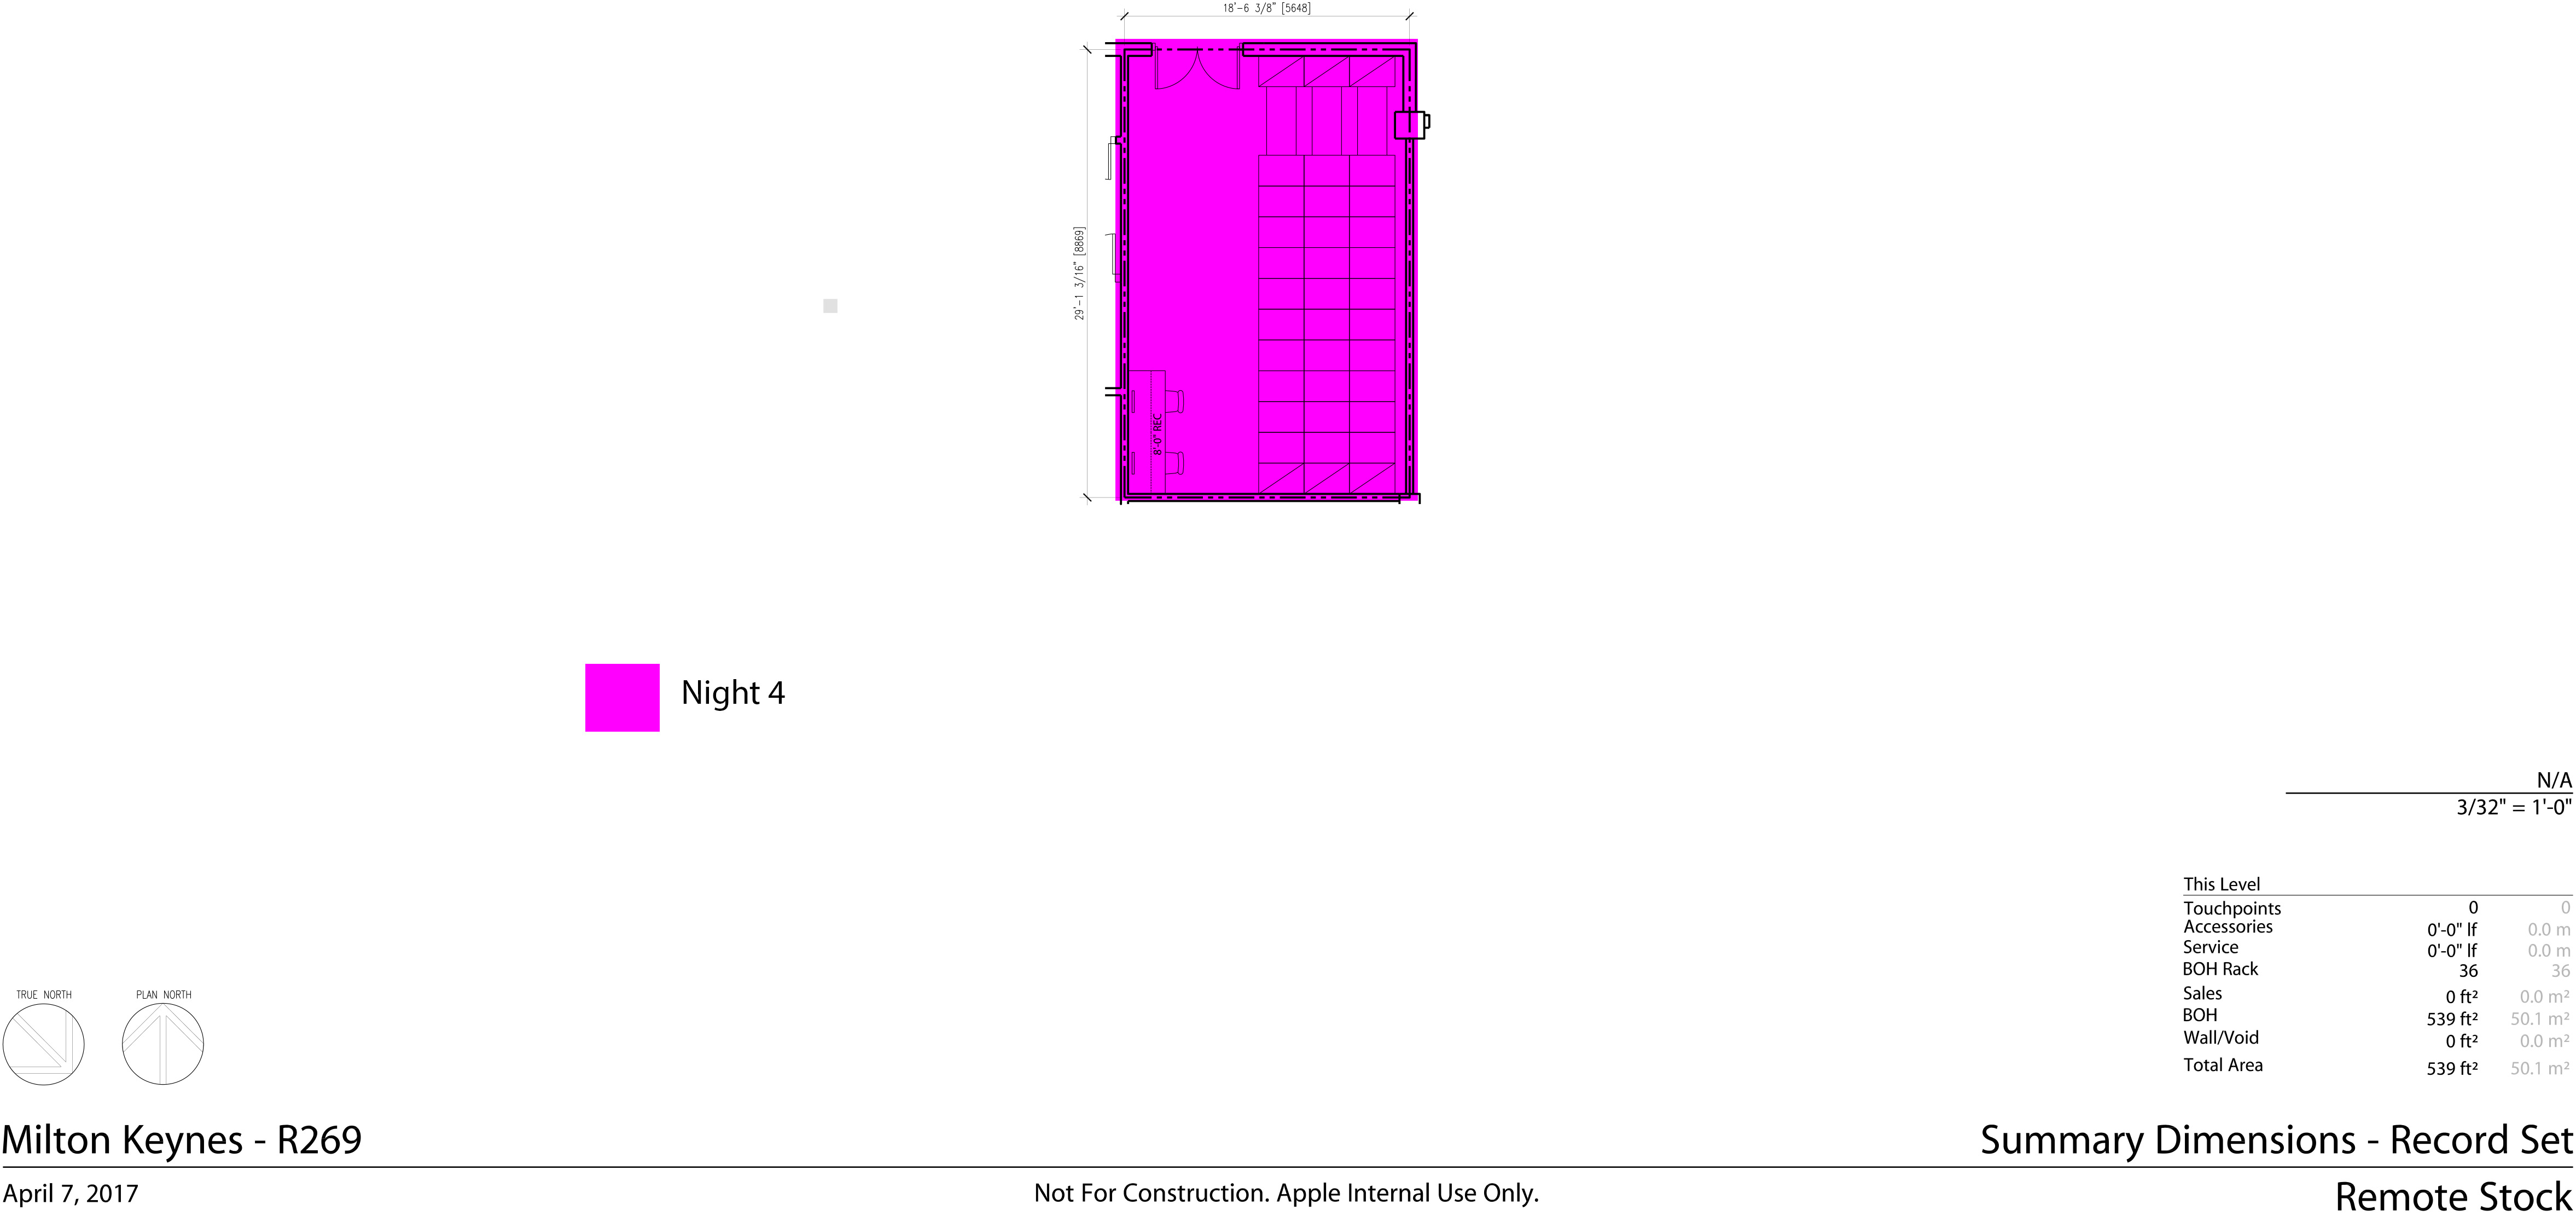 18'-6 3/8" [5648]
29'-1 3/16" [8869]
8'-0" REC
Night 4
N/A
3/32" = 1'-0"
This Level
Touchpoints 0 0
Accessories 0'-0" lf 0.0 m
Service 0'-0" lf 0.0 m
BOH Rack 36 36
Sales 0 ft² 0.0 m²
BOH 539 ft² 50.1 m²
Wall/Void 0 ft² 0.0 m²
Total Area 539 ft² 50.1 m²
TRUE NORTH PLAN NORTH
Milton Keynes - R269 Summary Dimensions - Record Set
April 7, 2017 Not For Construction. Apple Internal Use Only. Remote Stock